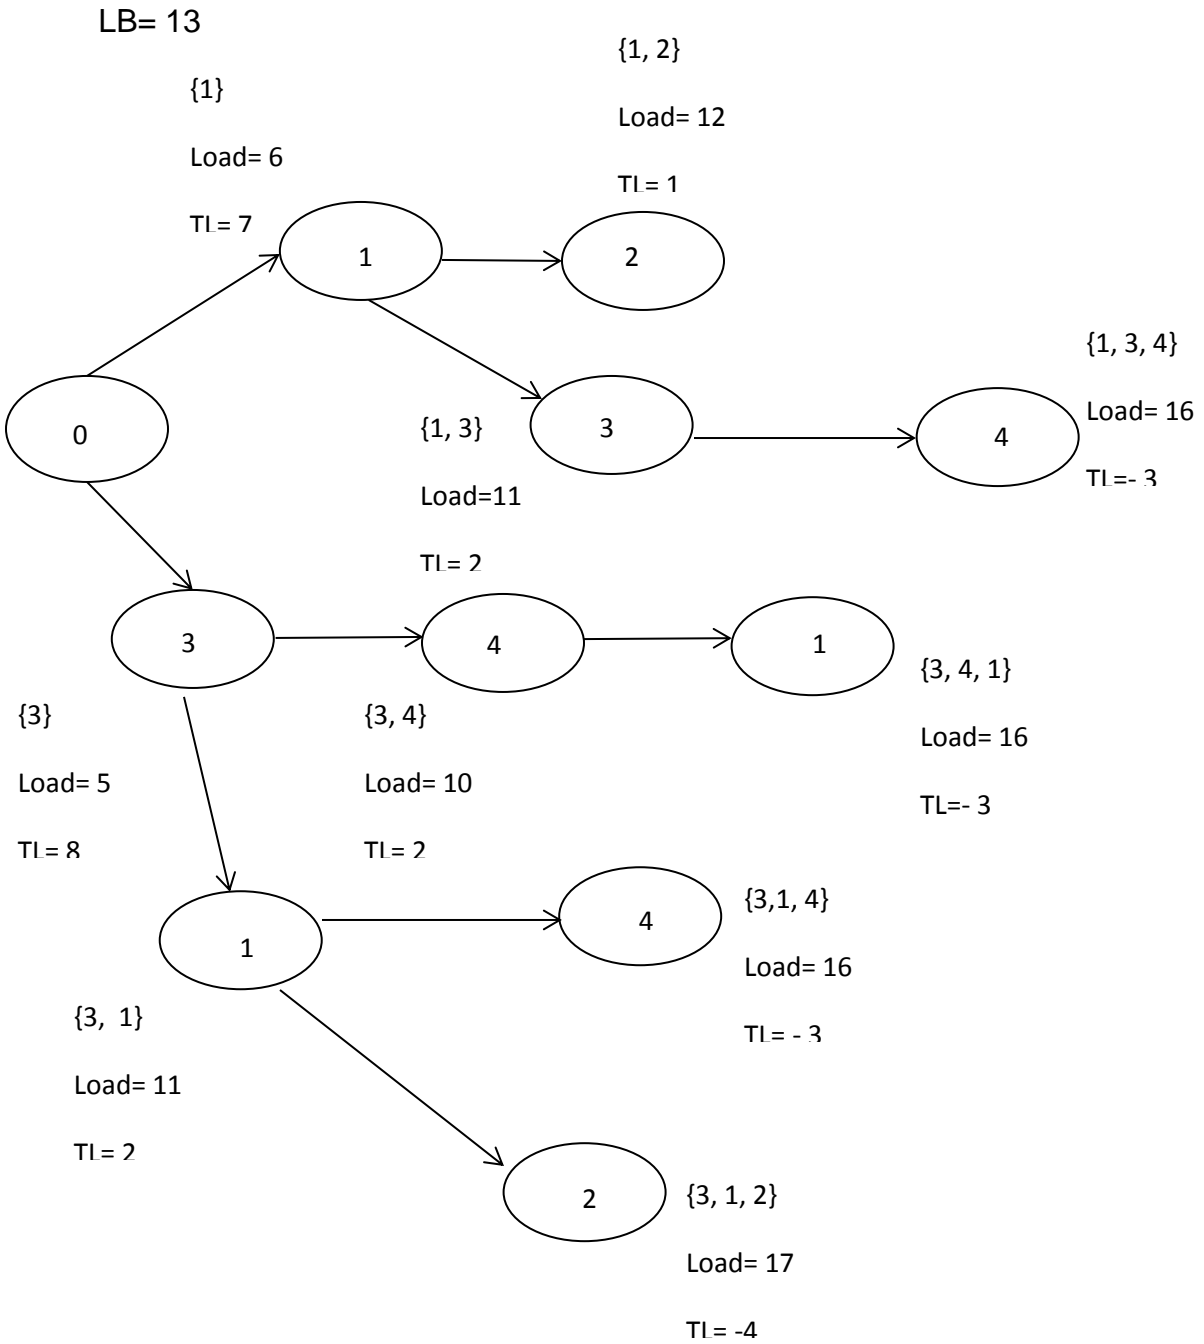 LB= 13
{1, 2}
{1}
Load= 12
Load= 6
TL= 1
TL= 7
1
2
{1, 3, 4}
Load= 16
TL=- 3
0
{1, 3}
3
4
Load=11
TL= 2
3
4
1
{3, 4, 1}
Load= 16
TL=- 3
{3}
Load= 5
TL= 8
{3, 4}
Load= 10
TL= 2
1
4
{3,1, 4}
Load= 16
TL= - 3
{3,  1}
Load= 11
TL= 2
2
{3, 1, 2}
Load= 17
TL= -4